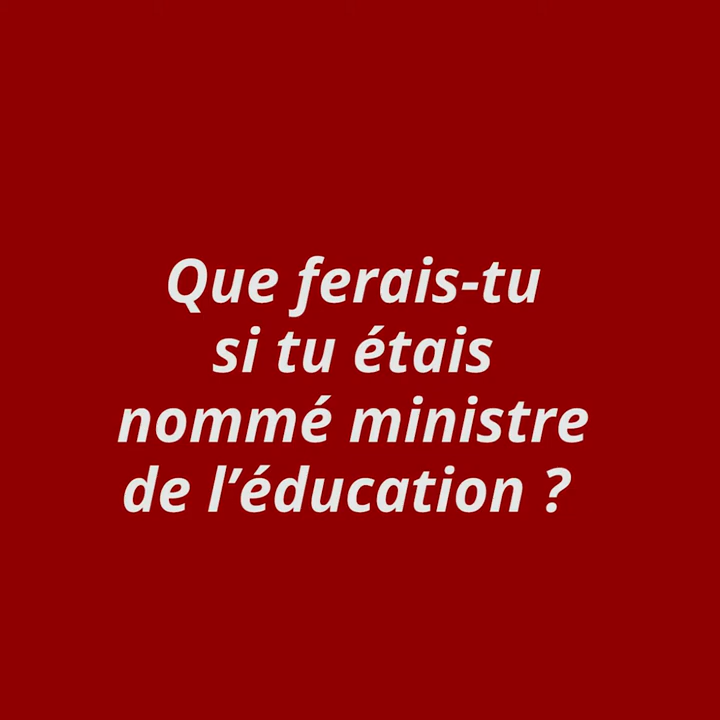 Que ferais-tu
si tu étais
nommé ministre
de l’éducation ?